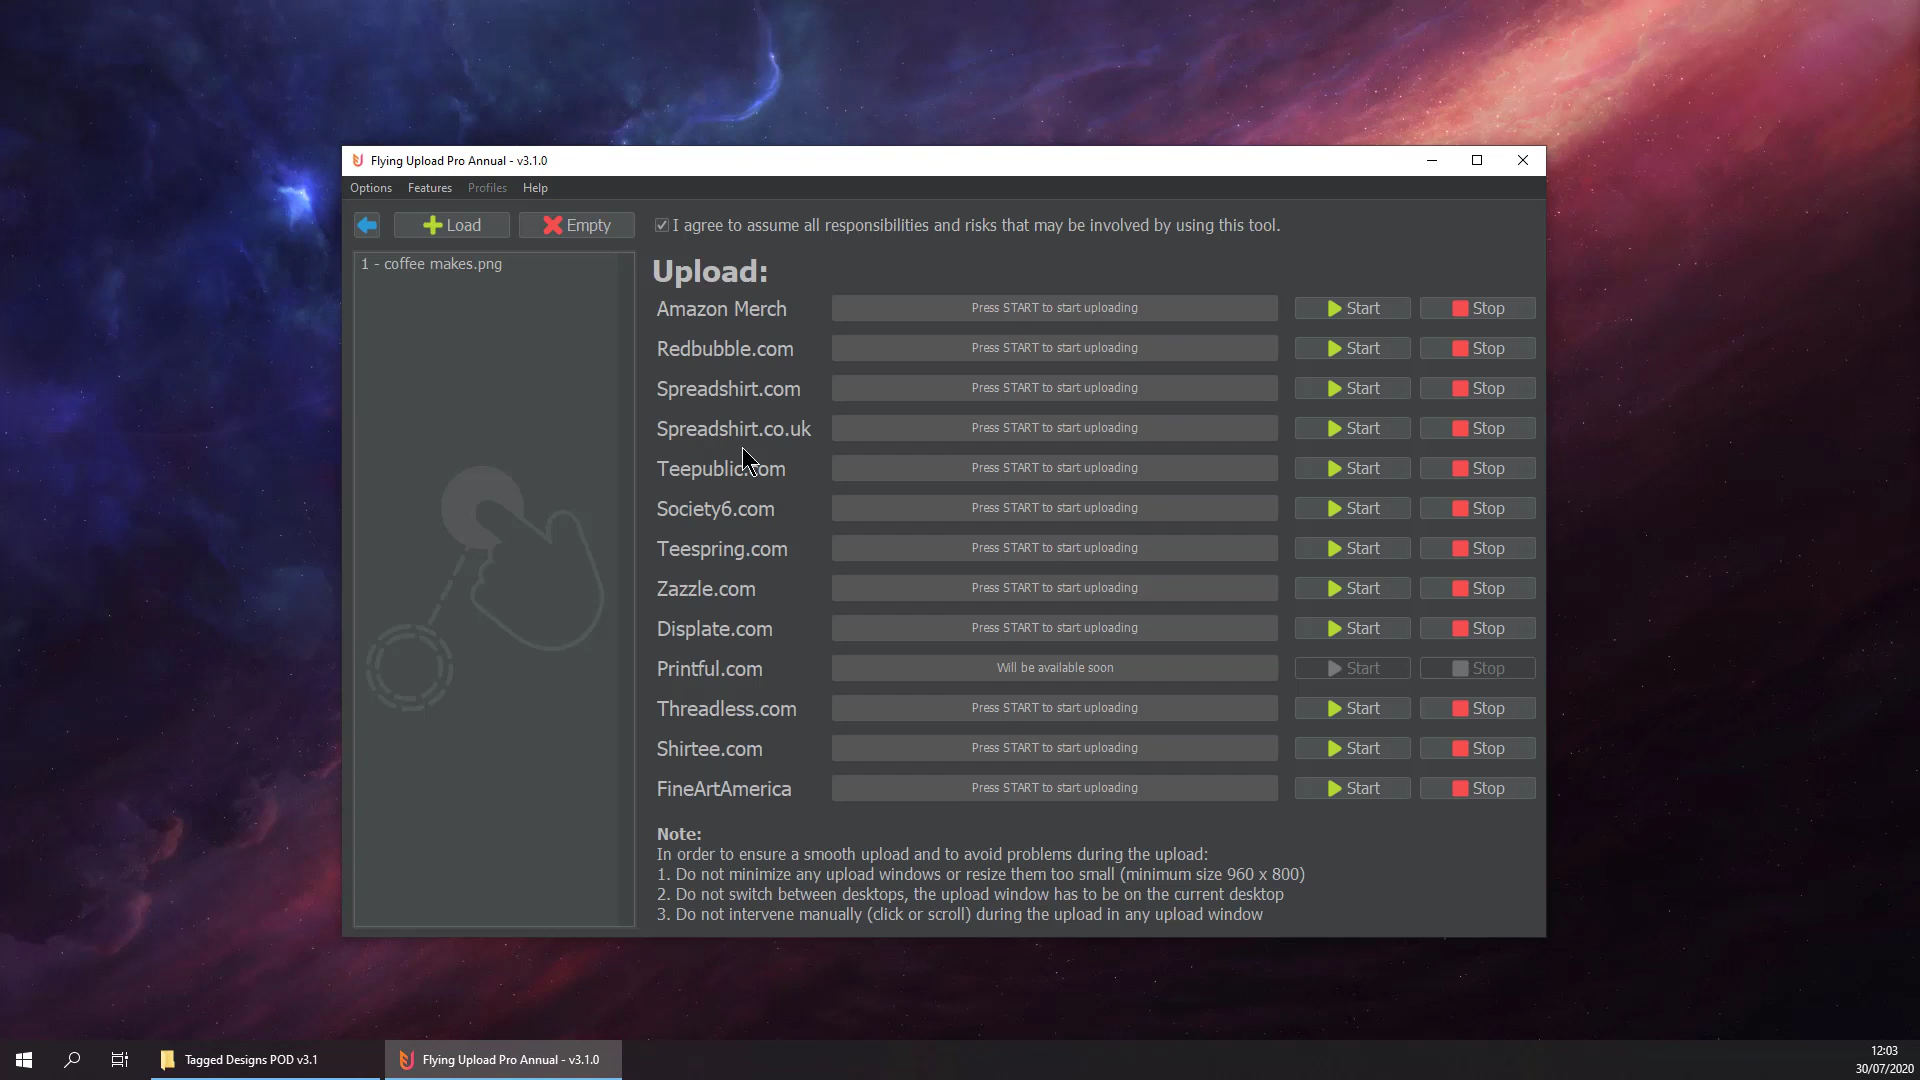 Flying Upload Pro Annual - v3.1.0
Options Features Profiles Help
Load Empty I agree to assume all responsibilities and risks that may be involved by using this tool.
1 - coffee makes.png
Upload:
Amazon Merch Press START to start uploading Start Stop
Redbubble.com Press START to start uploading Start Stop
Spreadshirt.com Press START to start uploading Start Stop
Spreadshirt.co.uk Press START to start uploading Start Stop
Teepublic.com Press START to start uploading Start Stop
Society6.com Press START to start uploading Start Stop
Teespring.com Press START to start uploading Start Stop
Zazzle.com Press START to start uploading Start Stop
Displate.com Press START to start uploading Start Stop
Printful.com Will be available soon Start Stop
Threadless.com Press START to start uploading Start Stop
Shirtee.com Press START to start uploading Start Stop
FineArtAmerica Press START to start uploading Start Stop
Note:
In order to ensure a smooth upload and to avoid problems during the upload:
1. Do not minimize any upload windows or resize them too small (minimum size 960 x 800)
2. Do not switch between desktops, the upload window has to be on the current desktop
3. Do not intervene manually (click or scroll) during the upload in any upload window
Tagged Designs POD v3.1 Flying Upload Pro Annual - v3.1.0 12:03
30/07/2020